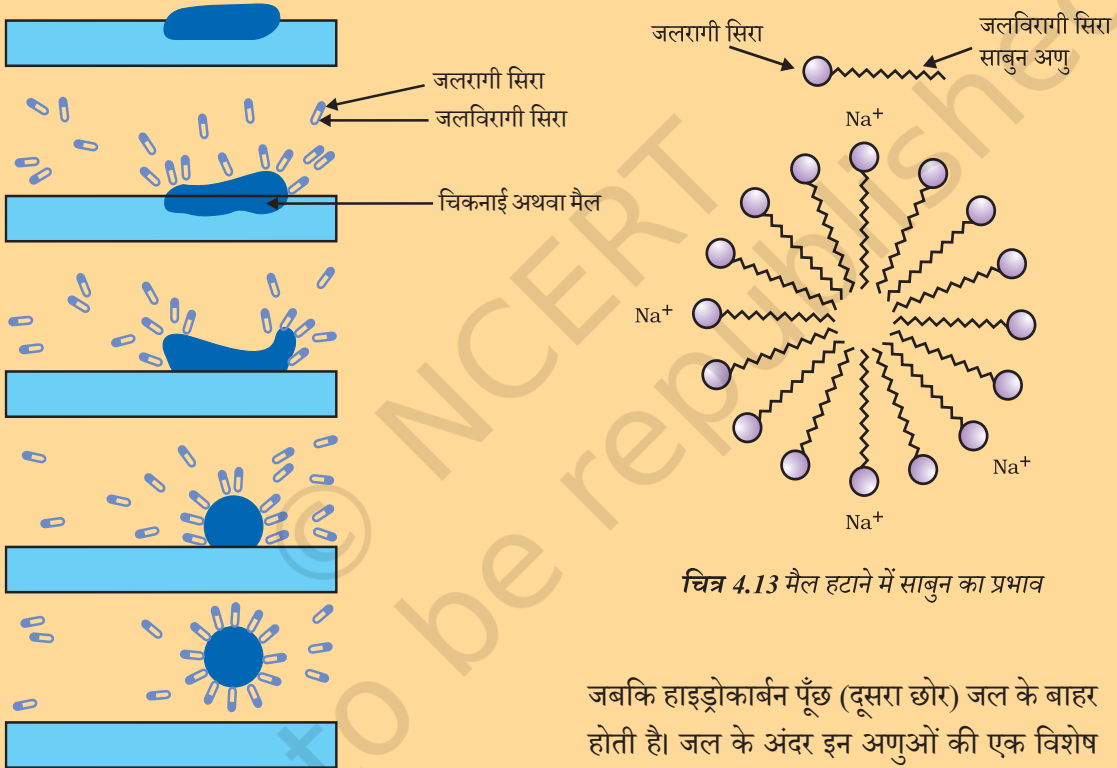 जलरागी सिरा
जलविरागी सिरा
चिकनाई अथवा मैल
जलरागी सिरा
जलविरागी सिरा
साबुन अणु
Na+
Na+
Na+
Na+
चित्र 4.13 मैल हटाने में साबुन का प्रभाव
जबकि हाइड्रोकार्बन पूँछ (दूसरा छोर) जल के बाहर
होती है। जल के अंदर इन अणुओं की एक विशेष
© NCERT
to be republished